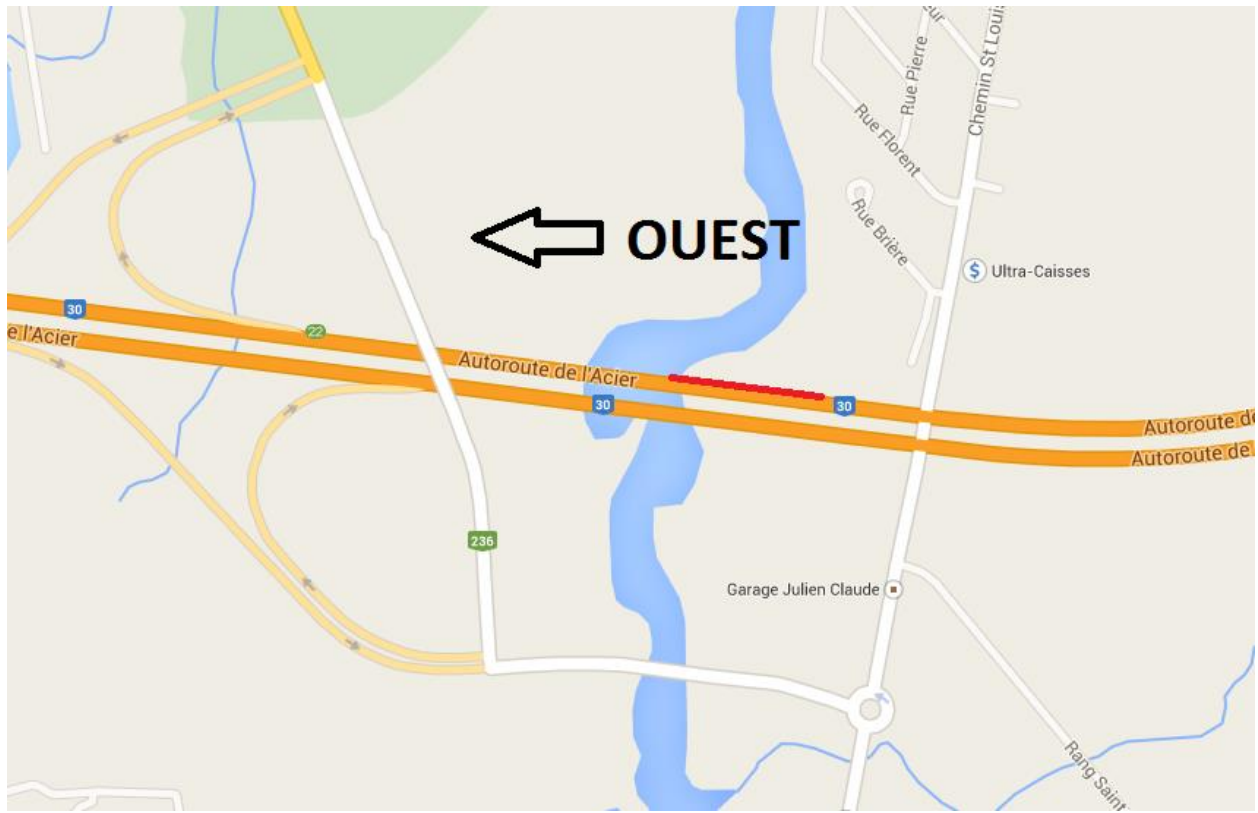 Rue Pierre
Chemin St Louis
Rue Florent
Rue Brière
OUEST
Ultra-Caisses
30
22
e l'Acier
Autoroute de l'Acier
30
30
Autoroute de
Autoroute de
236
Garage Julien Claude
Rang Saint